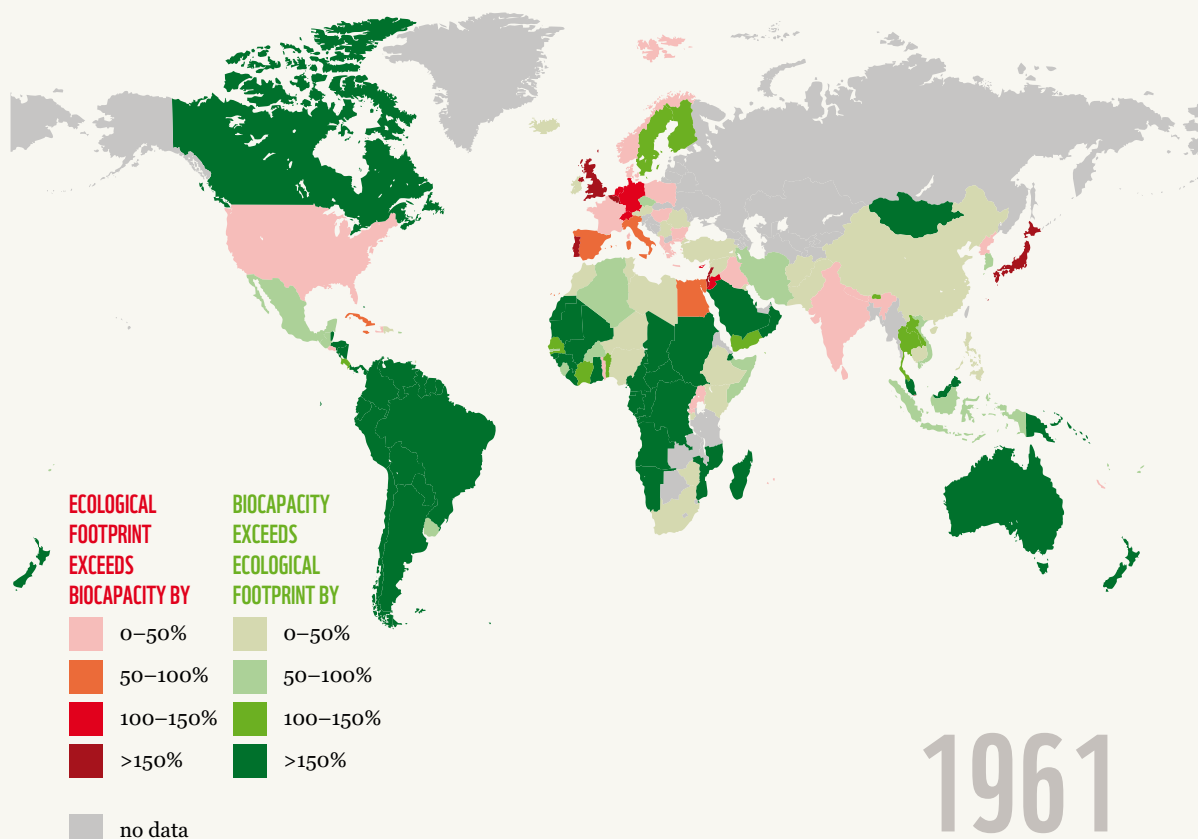 ECOLOGICAL
FOOTPRINT
EXCEEDS
BIOCAPACITY BY
0–50%
50–100%
100–150%
>150%
no data
BIOCAPACITY
EXCEEDS
ECOLOGICAL
FOOTPRINT BY
0–50%
50–100%
100–150%
>150%
1961